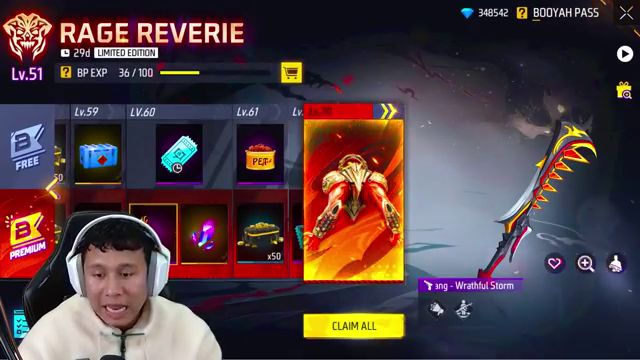 RAGE REVERIE
29d LIMITED EDITION
348542 BOOYAH PASS
Lv.51 BP EXP 36 / 100
Lv.59 LV.60 Lv.61
FREE
PET
PREMIUM
x50
ang - Wrathful Storm
CLAIM ALL